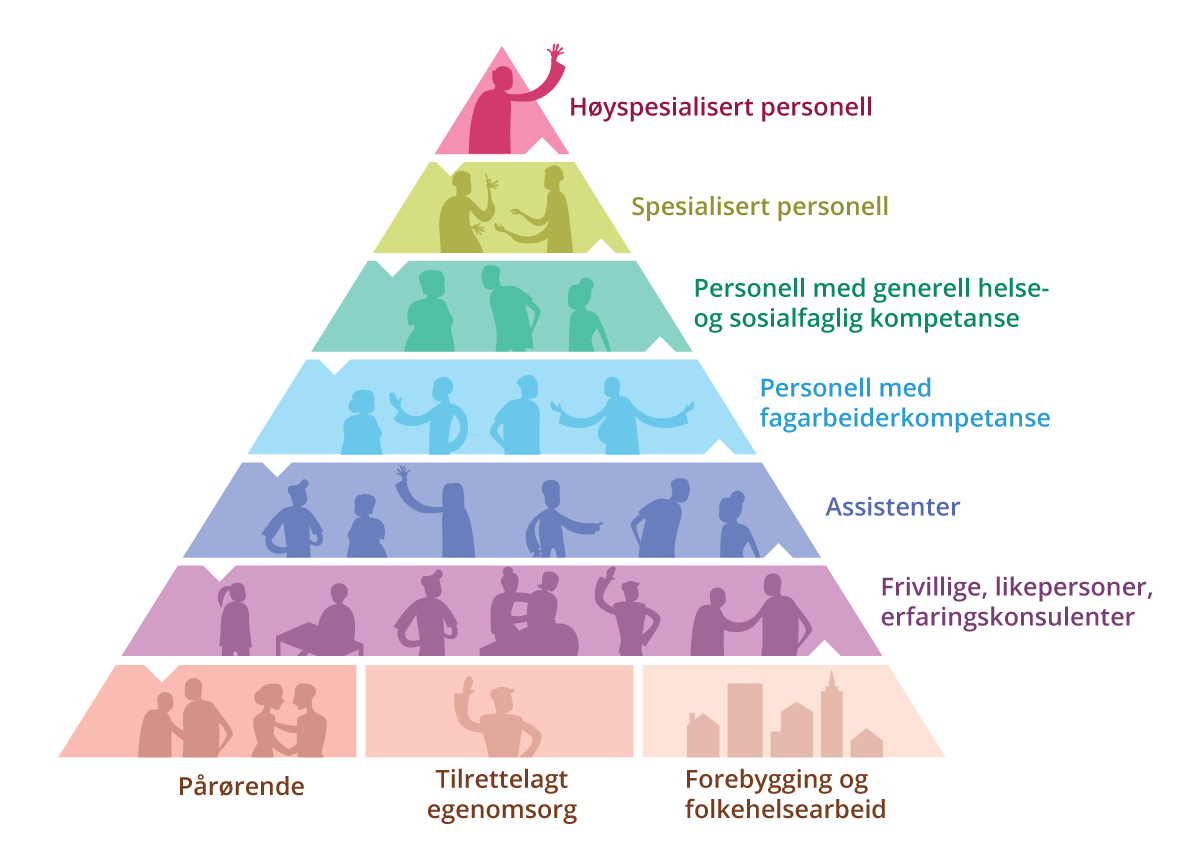 Høyspesialisert personell
Spesialisert personell
Personell med generell helse-
og sosialfaglig kompetanse
Personell med
fagarbeiderkompetanse
Assistenter
Frivillige, likepersoner,
erfaringskonsulenter
Pårørende
Tilrettelagt
egenomsorg
Forebygging og
folkehelsearbeid